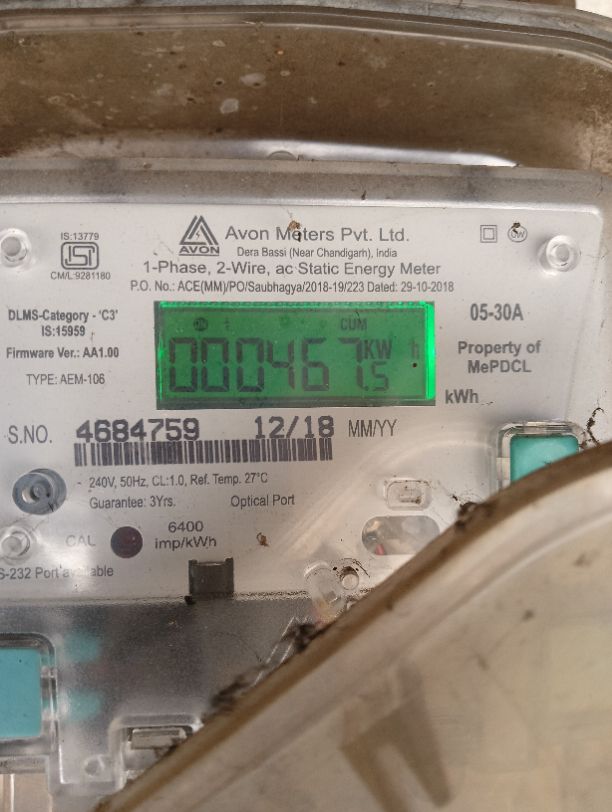 IS:13779
CM/L 9281180
AVON
Avon Meters Pvt. Ltd.
Dera Bassi (Near Chandigarh), India
1-Phase, 2-Wire, ac Static Energy Meter
P.O. No.: ACE(MM)/PO/Saubhagya/2018-19/223 Dated: 29-10-2018
DLMS-Category - 'C3'
IS:15959
Firmware Ver.: AA1.00
TYPE: AEM-106
CUM
000467.5 KW h
05-30A
Property of
MePDCL
kWh
S.NO. 4684759 12/18 MM/YY
240V, 50Hz, CL:1.0, Ref. Temp. 27°C
Guarantee: 3Yrs. Optical Port
CAL
6400
imp/kWh
S-232 Port available